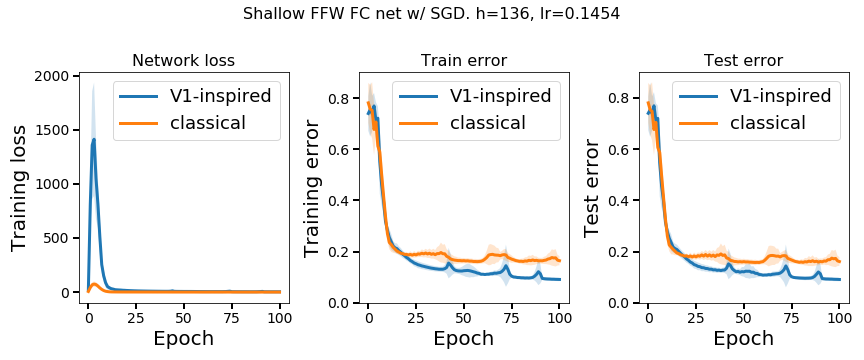 Shallow FFW FC net w/ SGD. h=136, lr=0.1454
Network loss
Training loss
2000
1500
1000
500
0
V1-inspired
classical
0 25 50 75 100
Epoch
Train error
Training error
0.8
0.6
0.4
0.2
0.0
V1-inspired
classical
0 25 50 75 100
Epoch
Test error
Test error
0.8
0.6
0.4
0.2
0.0
V1-inspired
classical
0 25 50 75 100
Epoch